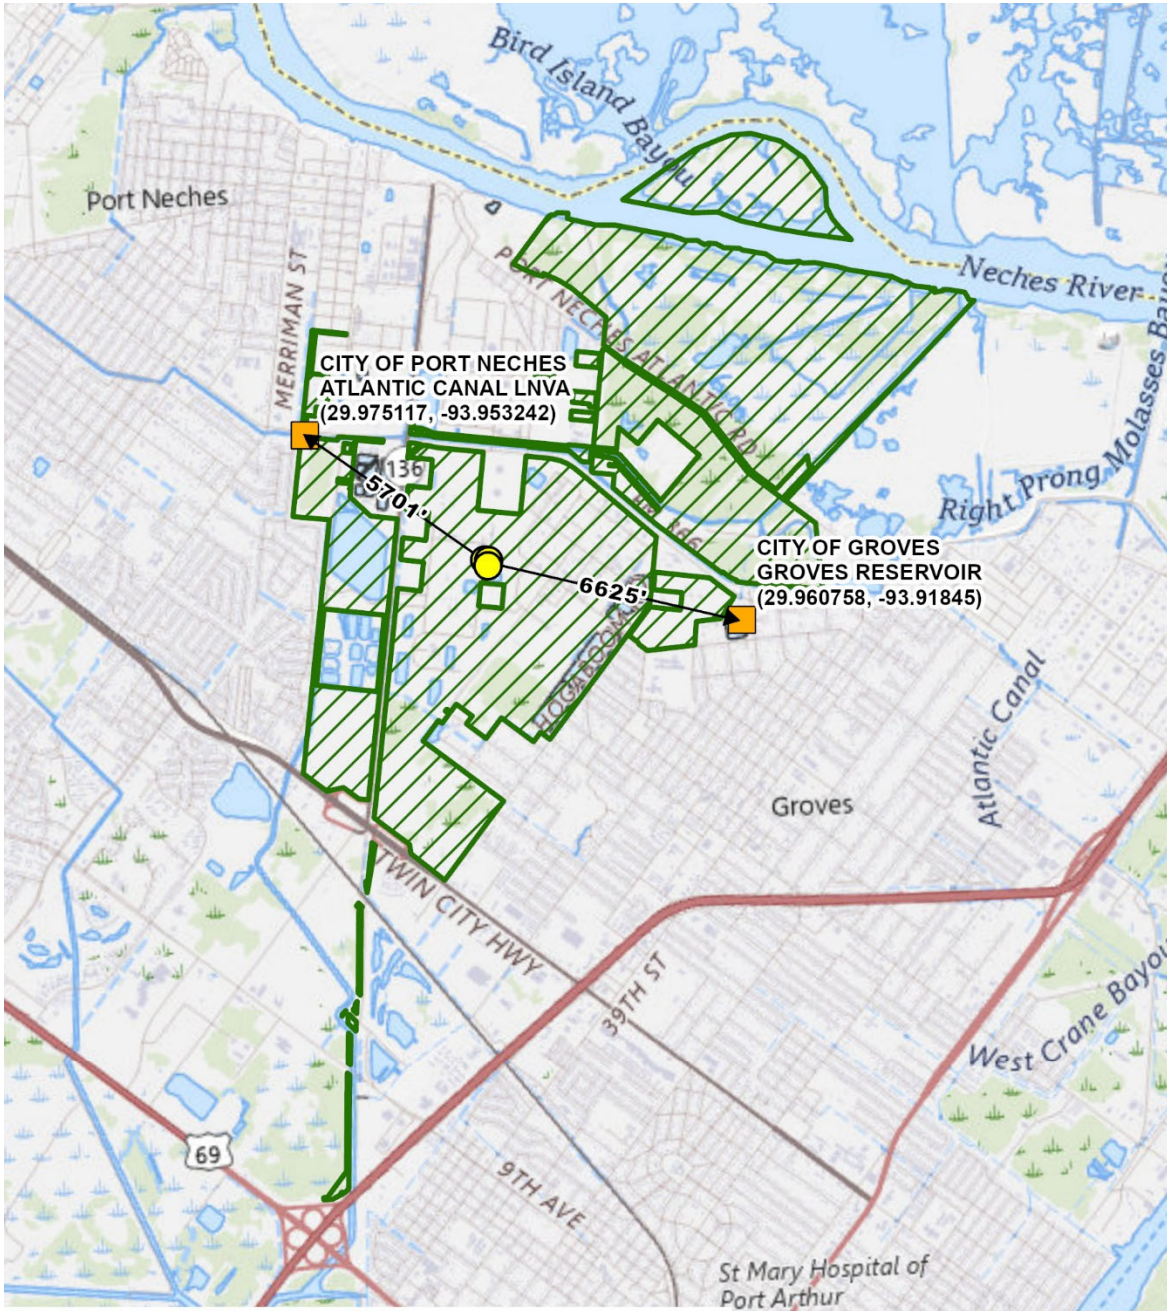 Bird Island Bayou
Port Neches
PORT NECHES ATLANTIC RD
Neches River
MERRIMAN ST
CITY OF PORT NECHES
ATLANTIC CANAL LNVA
(29.975117, -93.953242)
136
5701'
Right Prong Molasses Bayou
366
CITY OF GROVES
GROVES RESERVOIR
(29.960758, -93.91845)
6625'
HOGABOOM
Atlantic Canal
Groves
TWIN CITY HWY
39TH ST
West Crane Bayou
69
9TH AVE
St Mary Hospital of
Port Arthur